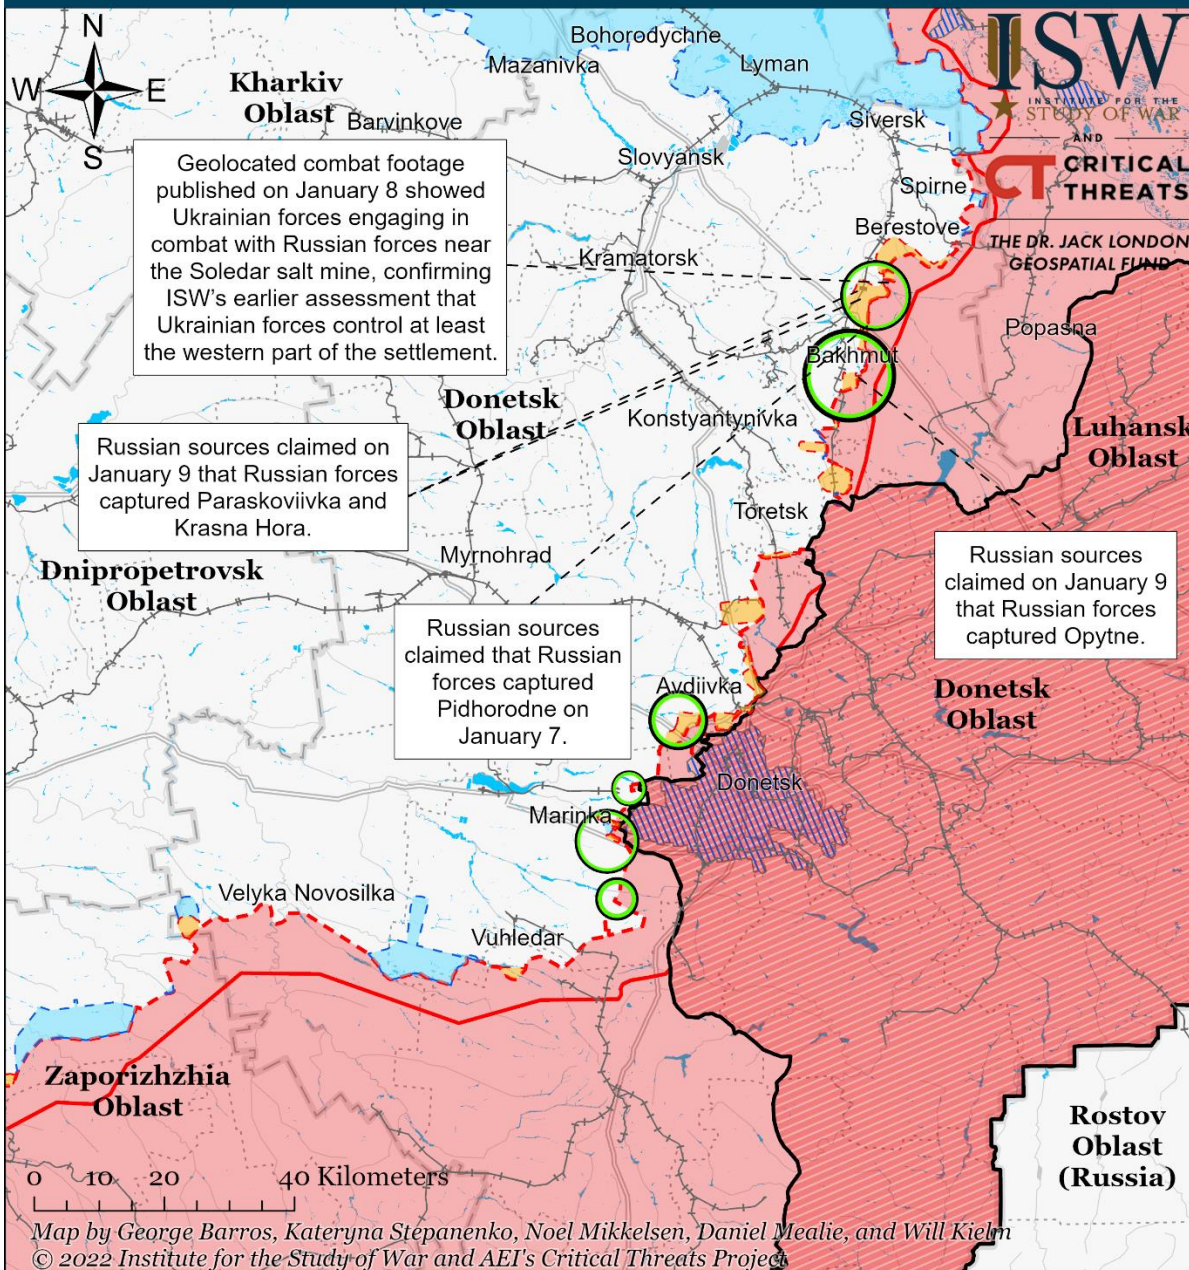 N
W
E
S
ISW
INSTITUTE FOR THE
STUDY OF WAR
AND
CT
CRITICAL
THREATS
THE DR. JACK LONDON
GEOSPATIAL FUND
Bohorodychne
Mazanivka
Lyman
Kharkiv
Oblast
Barvinkove
Siversk
Slovyansk
Spirne
Berestove
Kramatorsk
Popasna
Bakhmut
Geolocated combat footage
published on January 8 showed
Ukrainian forces engaging in
combat with Russian forces near
the Soledar salt mine, confirming
ISW's earlier assessment that
Ukrainian forces control at least
the western part of the settlement.
Donetsk
Oblast
Konstyantynivka
Luhansk
Oblast
Russian sources claimed on
January 9 that Russian forces
captured Paraskoviivka and
Krasna Hora.
Toretsk
Myrnohrad
Dnipropetrovsk
Oblast
Russian sources
claimed on January 9
that Russian forces
captured Opytne.
Russian sources
claimed that Russian
forces captured
Pidhorodne on
January 7.
Avdiivka
Donetsk
Oblast
Donetsk
Marinka
Velyka Novosilka
Vuhledar
Zaporizhzhia
Oblast
Rostov
Oblast
(Russia)
0 10 20 40 Kilometers
Map by George Barros, Kateryna Stepanenko, Noel Mikkelsen, Daniel Mealie, and Will Kielm
© 2022 Institute for the Study of War and AEI's Critical Threats Project